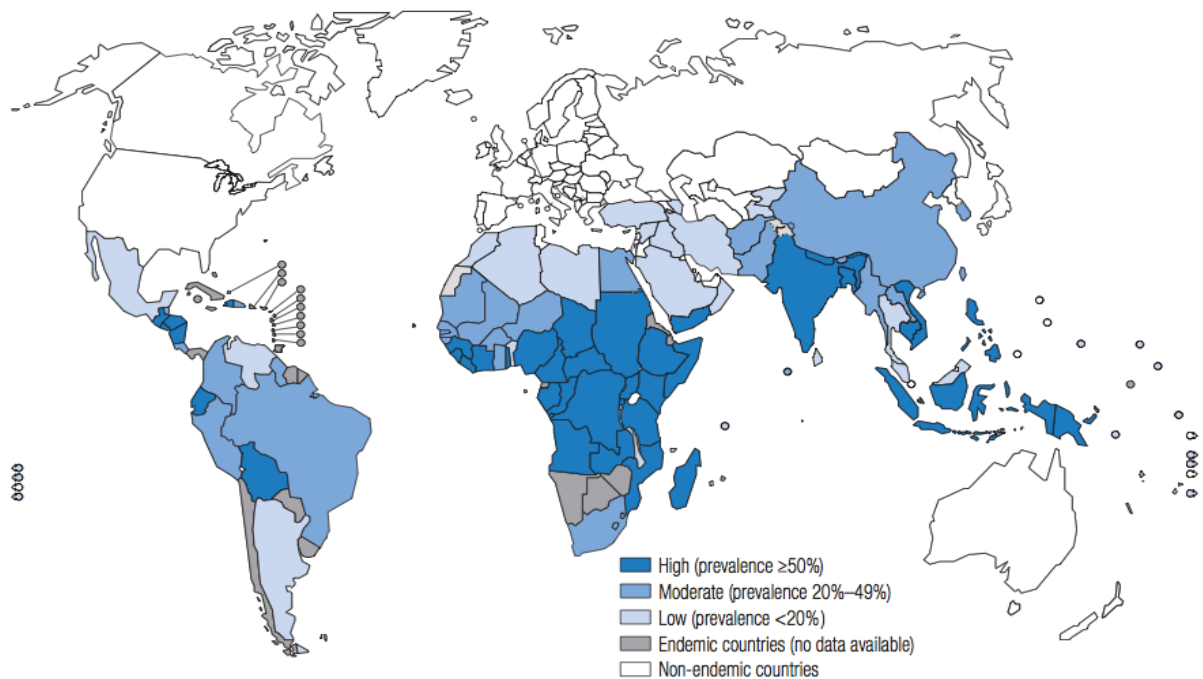 High (prevalence ≥50%)
Moderate (prevalence 20%–49%)
Low (prevalence <20%)
Endemic countries (no data available)
Non-endemic countries